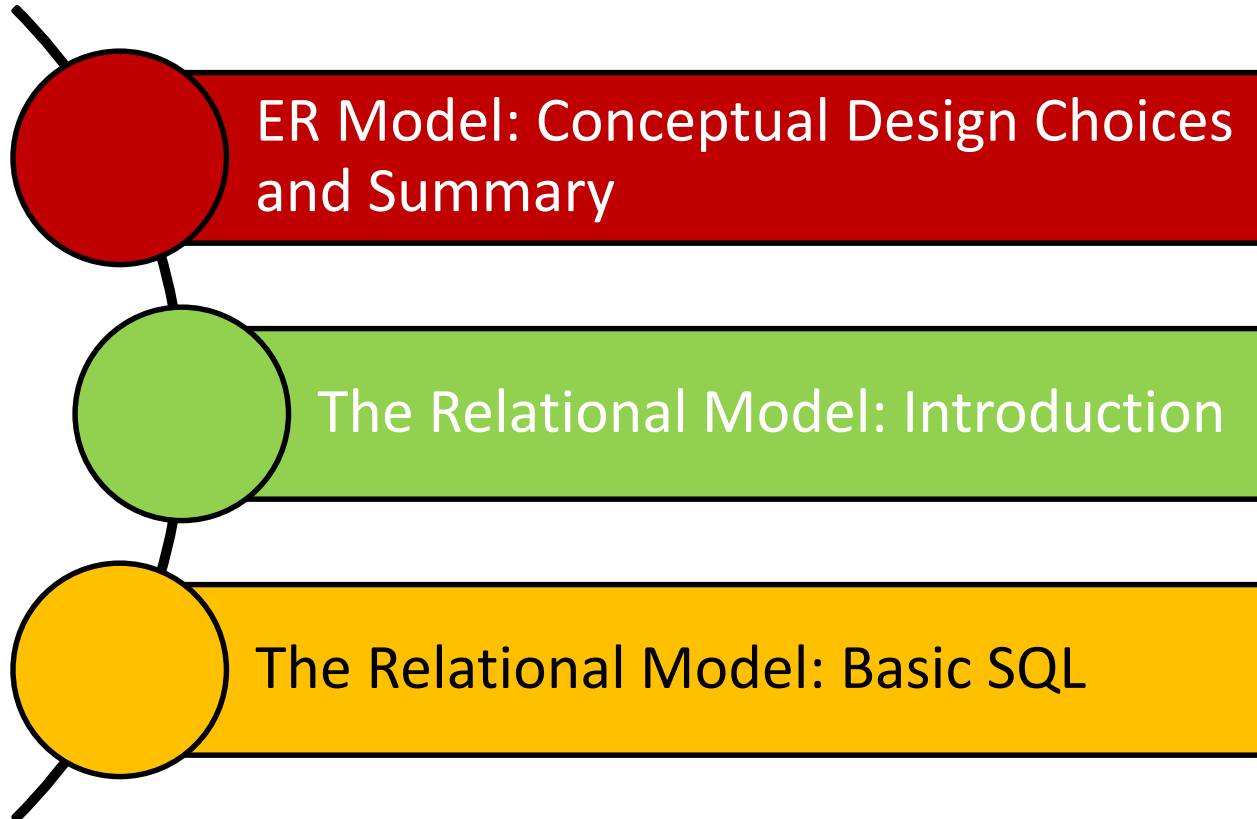 ER Model: Conceptual Design Choices
and Summary
The Relational Model: Introduction
The Relational Model: Basic SQL